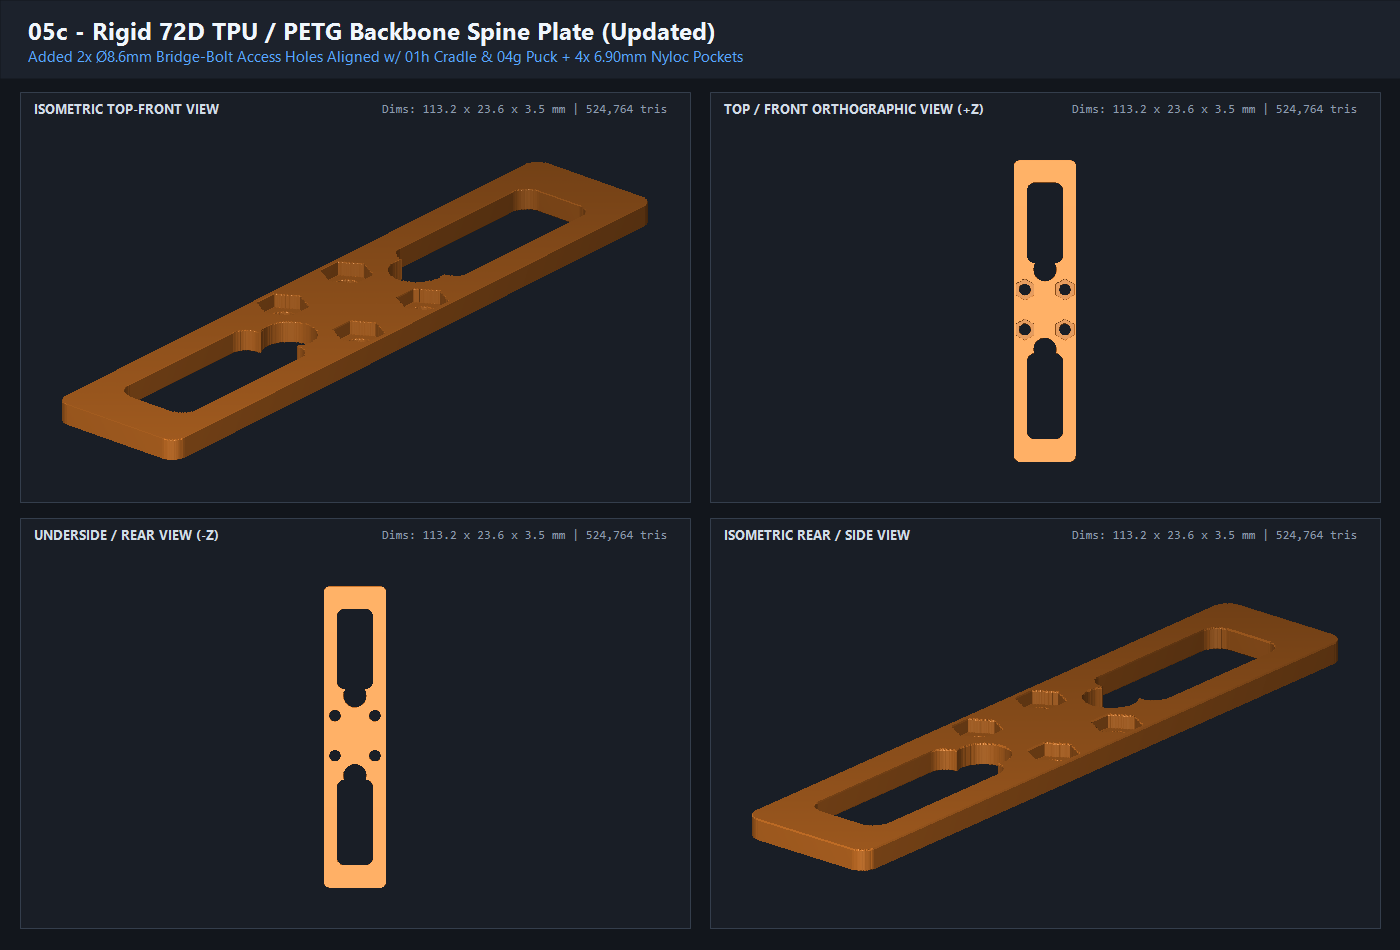 05c - Rigid 72D TPU / PETG Backbone Spine Plate (Updated)
Added 2x Ø8.6mm Bridge-Bolt Access Holes Aligned w/ 01h Cradle & 04g Puck + 4x 6.90mm Nyloc Pockets
ISOMETRIC TOP-FRONT VIEW
Dims: 113.2 x 23.6 x 3.5 mm | 524,764 tris
TOP / FRONT ORTHOGRAPHIC VIEW (+Z)
Dims: 113.2 x 23.6 x 3.5 mm | 524,764 tris
UNDERSIDE / REAR VIEW (-Z)
Dims: 113.2 x 23.6 x 3.5 mm | 524,764 tris
ISOMETRIC REAR / SIDE VIEW
Dims: 113.2 x 23.6 x 3.5 mm | 524,764 tris